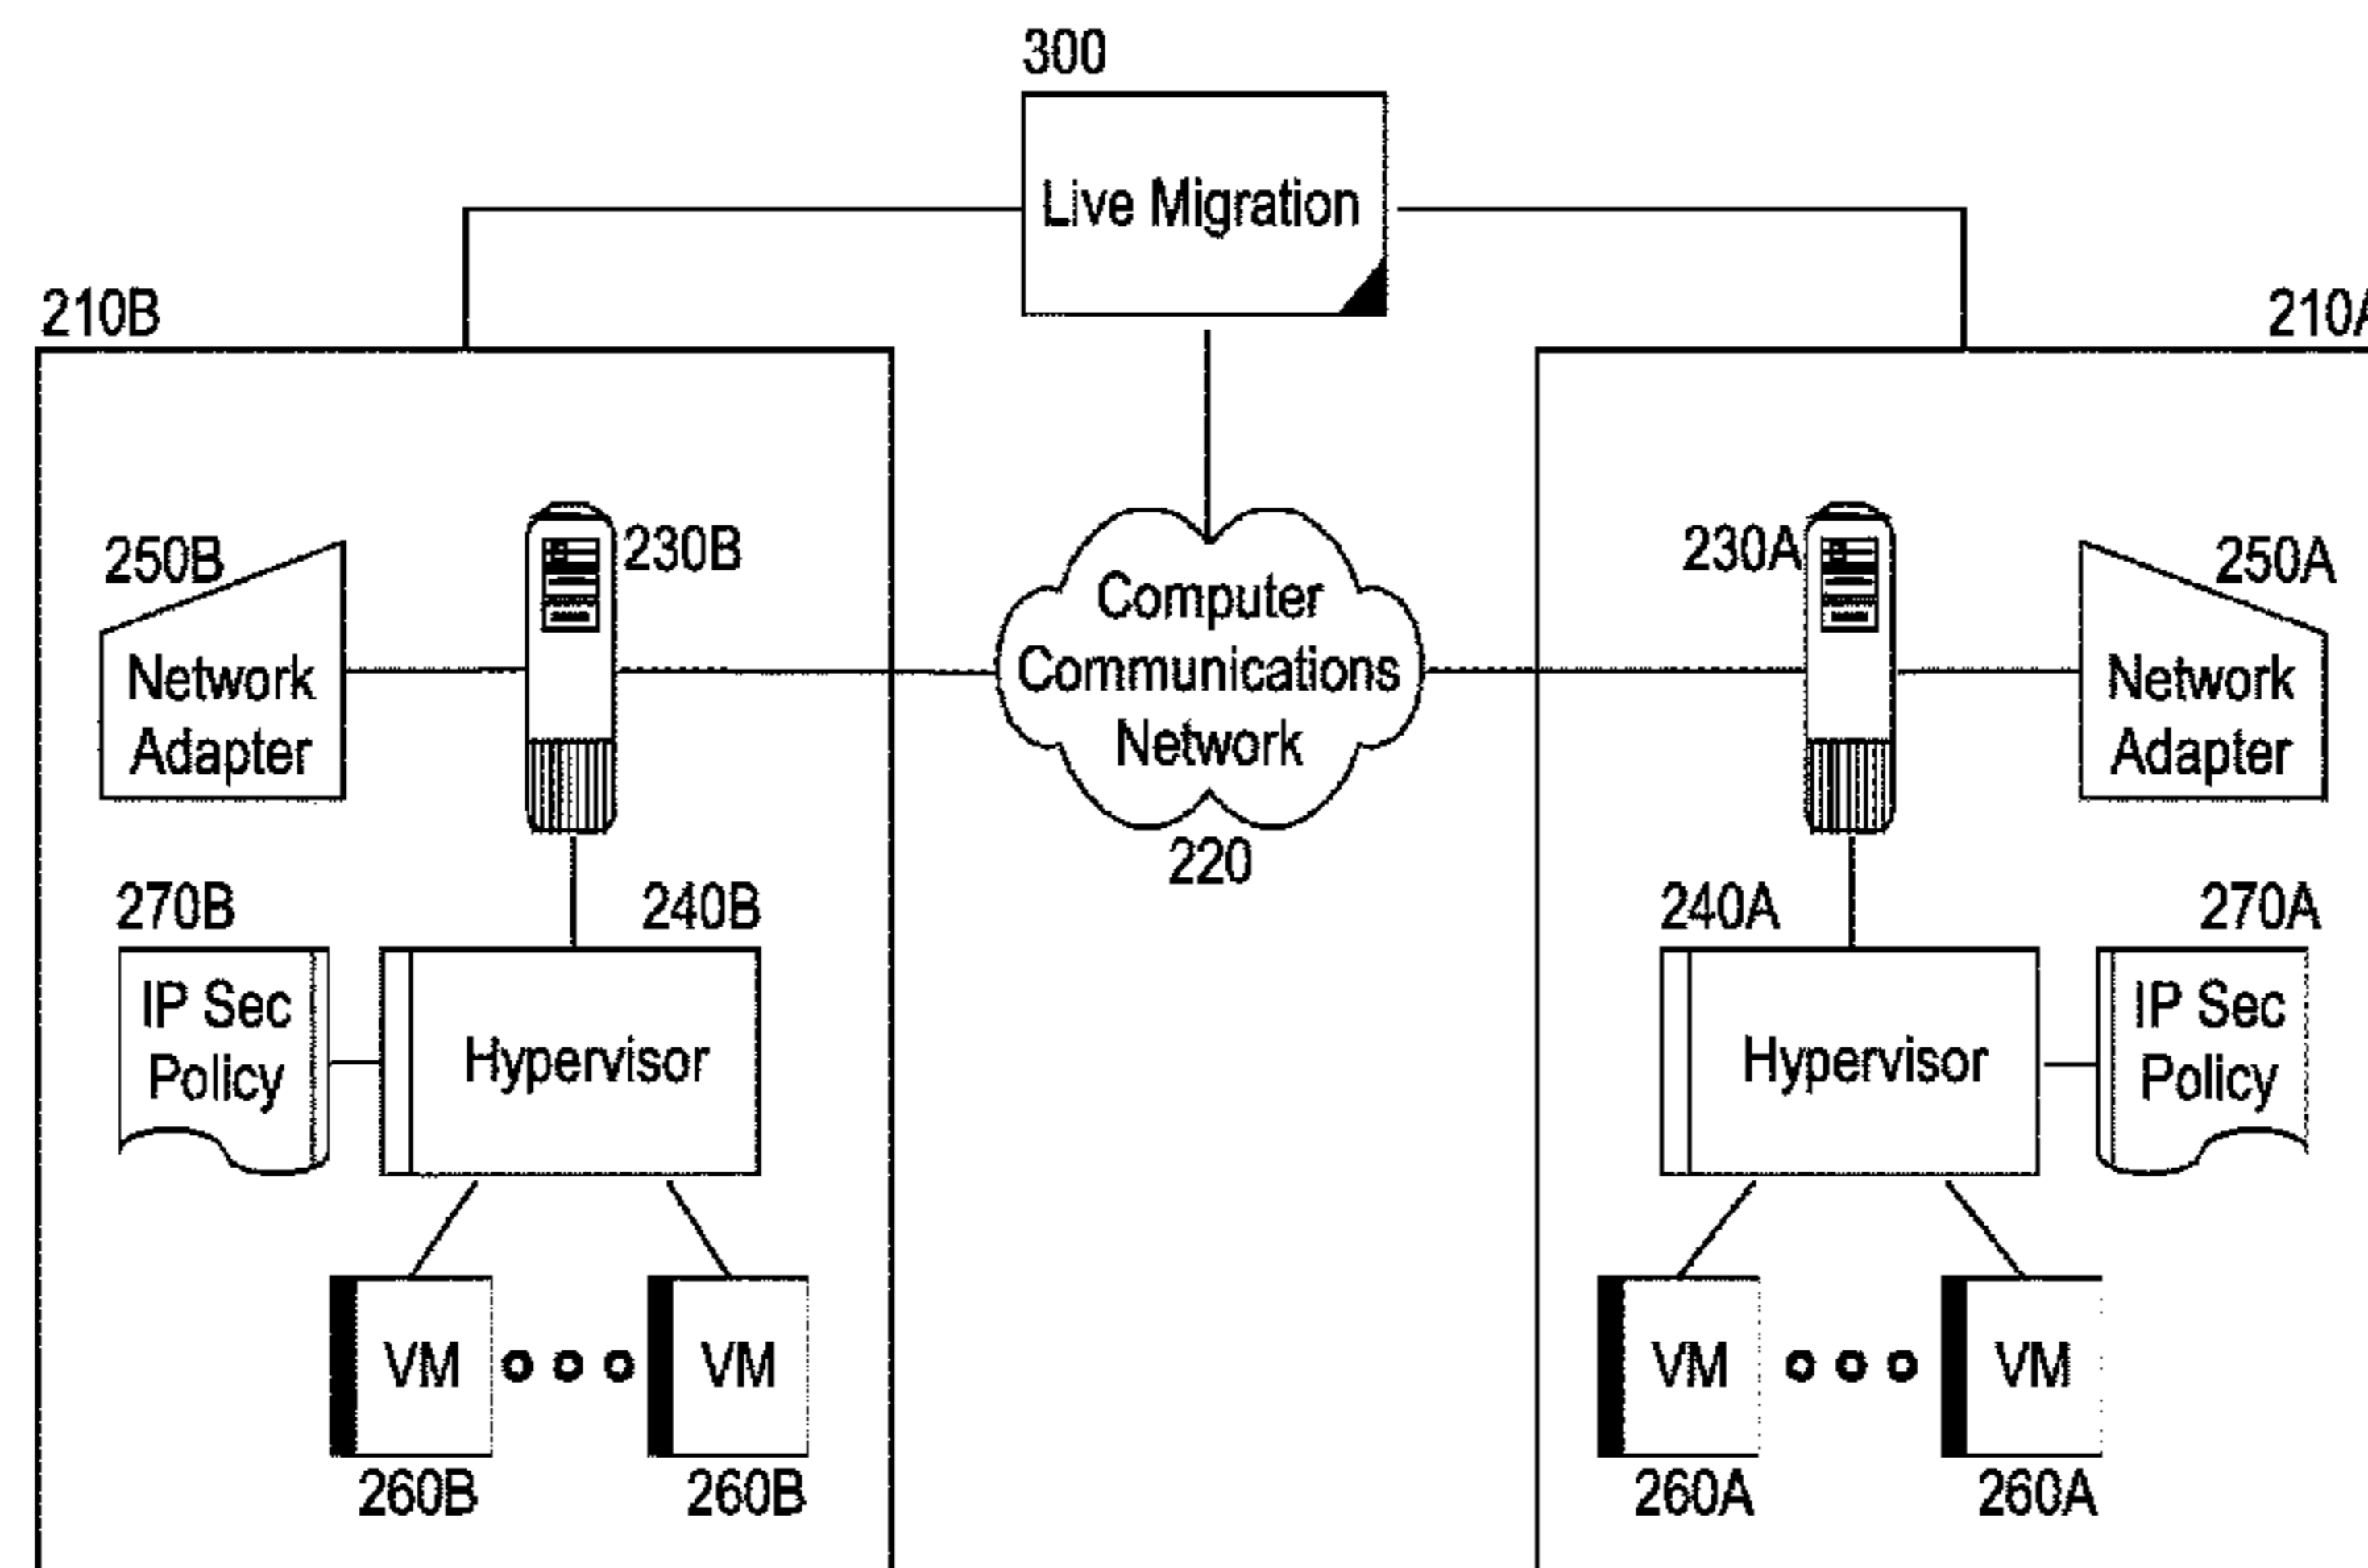 300
Live Migration
210B
210A
250B
Network
Adapter
230B
Computer
Communications
Network
220
230A
250A
Network
Adapter
270B
IP Sec
Policy
240B
Hypervisor
240A
Hypervisor
270A
IP Sec
Policy
VM
VM
260B
260B
VM
VM
260A
260A